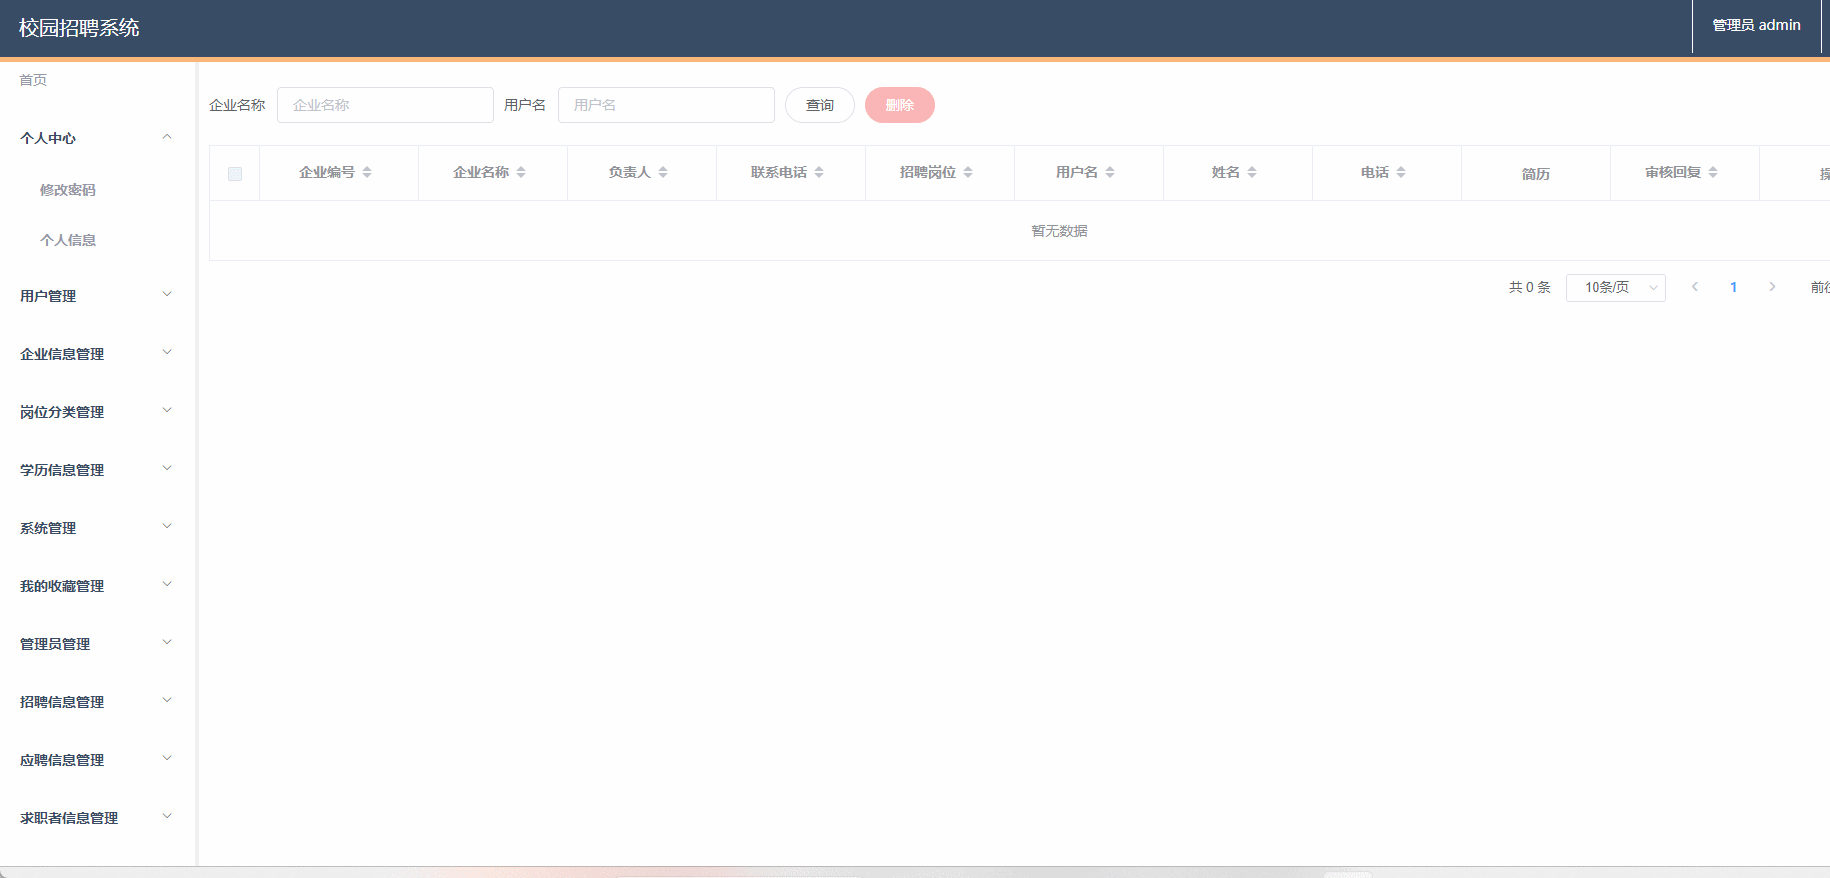 校园招聘系统
管理员 admin
首页
个人中心
修改密码
个人信息
用户管理
企业信息管理
岗位分类管理
学历信息管理
系统管理
我的收藏管理
管理员管理
招聘信息管理
应聘信息管理
求职者信息管理
企业名称 企业名称 用户名 用户名 查询 删除
企业编号 企业名称 负责人 联系电话 招聘岗位 用户名 姓名 电话 简历 审核回复
暂无数据
共 0 条 10条/页 1